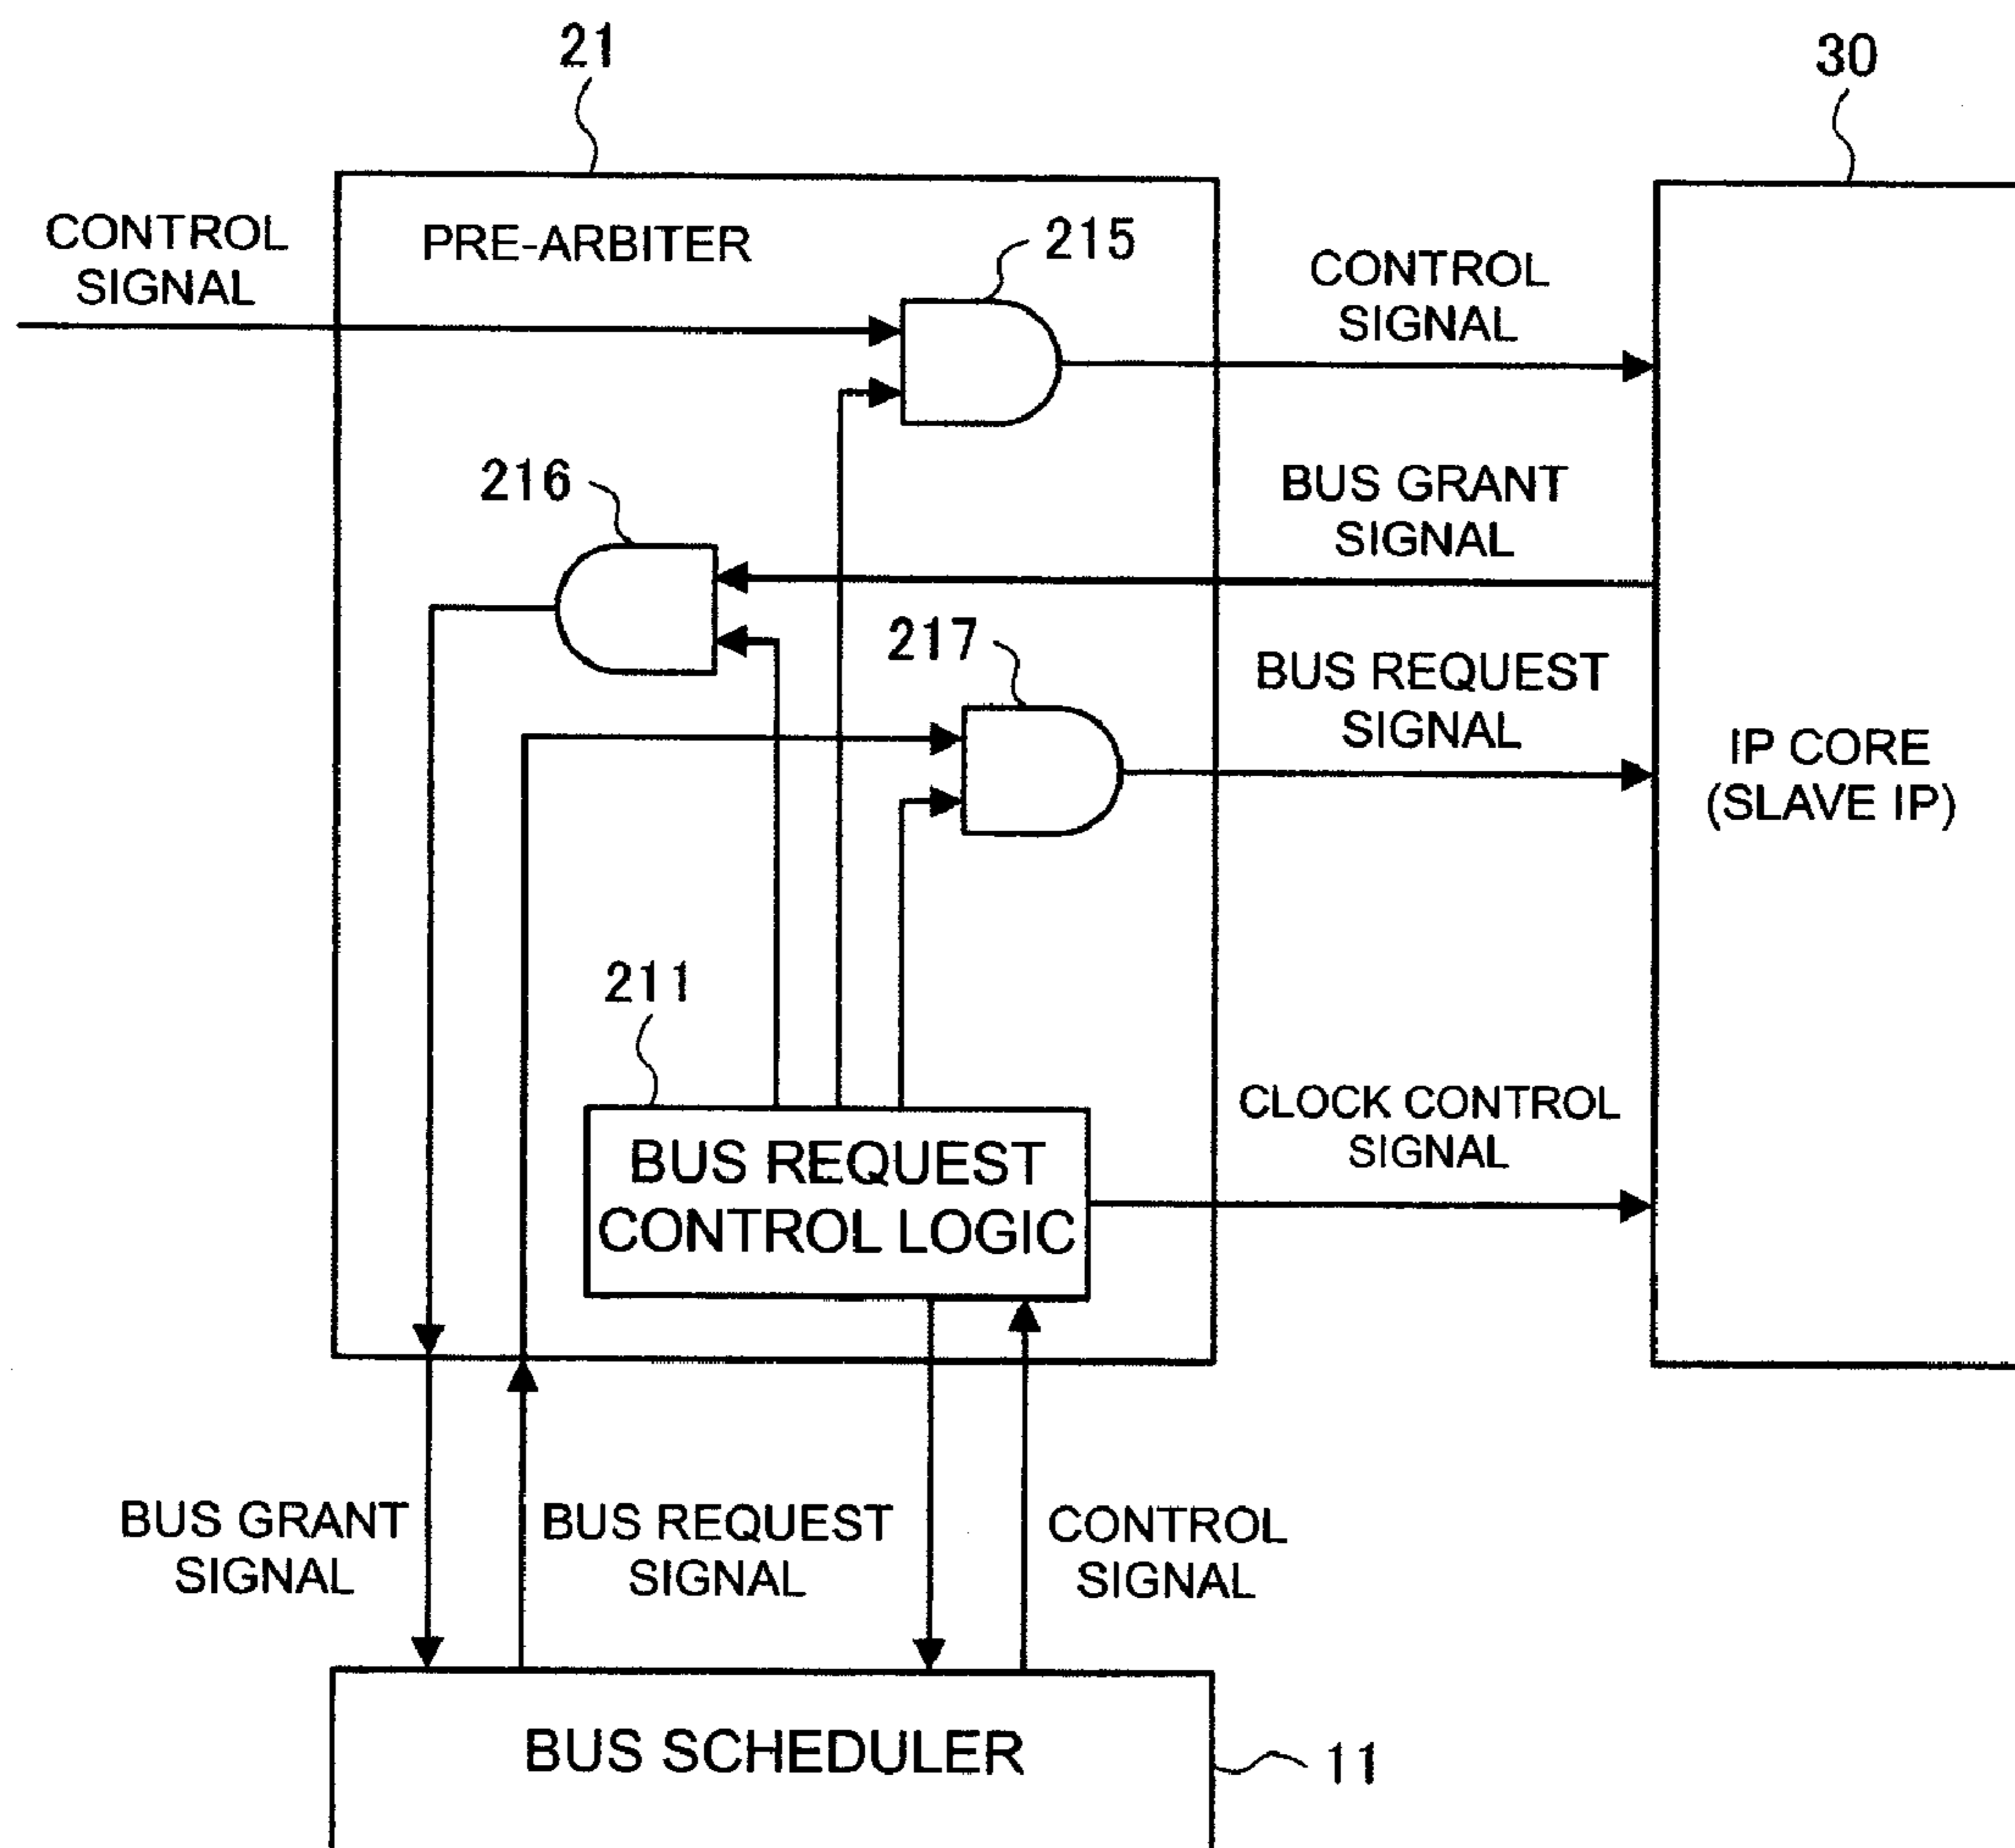 21
30
CONTROL
SIGNAL
PRE-ARBITER
215
CONTROL
SIGNAL
216
BUS GRANT
SIGNAL
217
BUS REQUEST
SIGNAL
IP CORE
(SLAVE IP)
211
BUS REQUEST
CONTROL LOGIC
CLOCK CONTROL
SIGNAL
BUS GRANT
SIGNAL
BUS REQUEST
SIGNAL
CONTROL
SIGNAL
BUS SCHEDULER
11